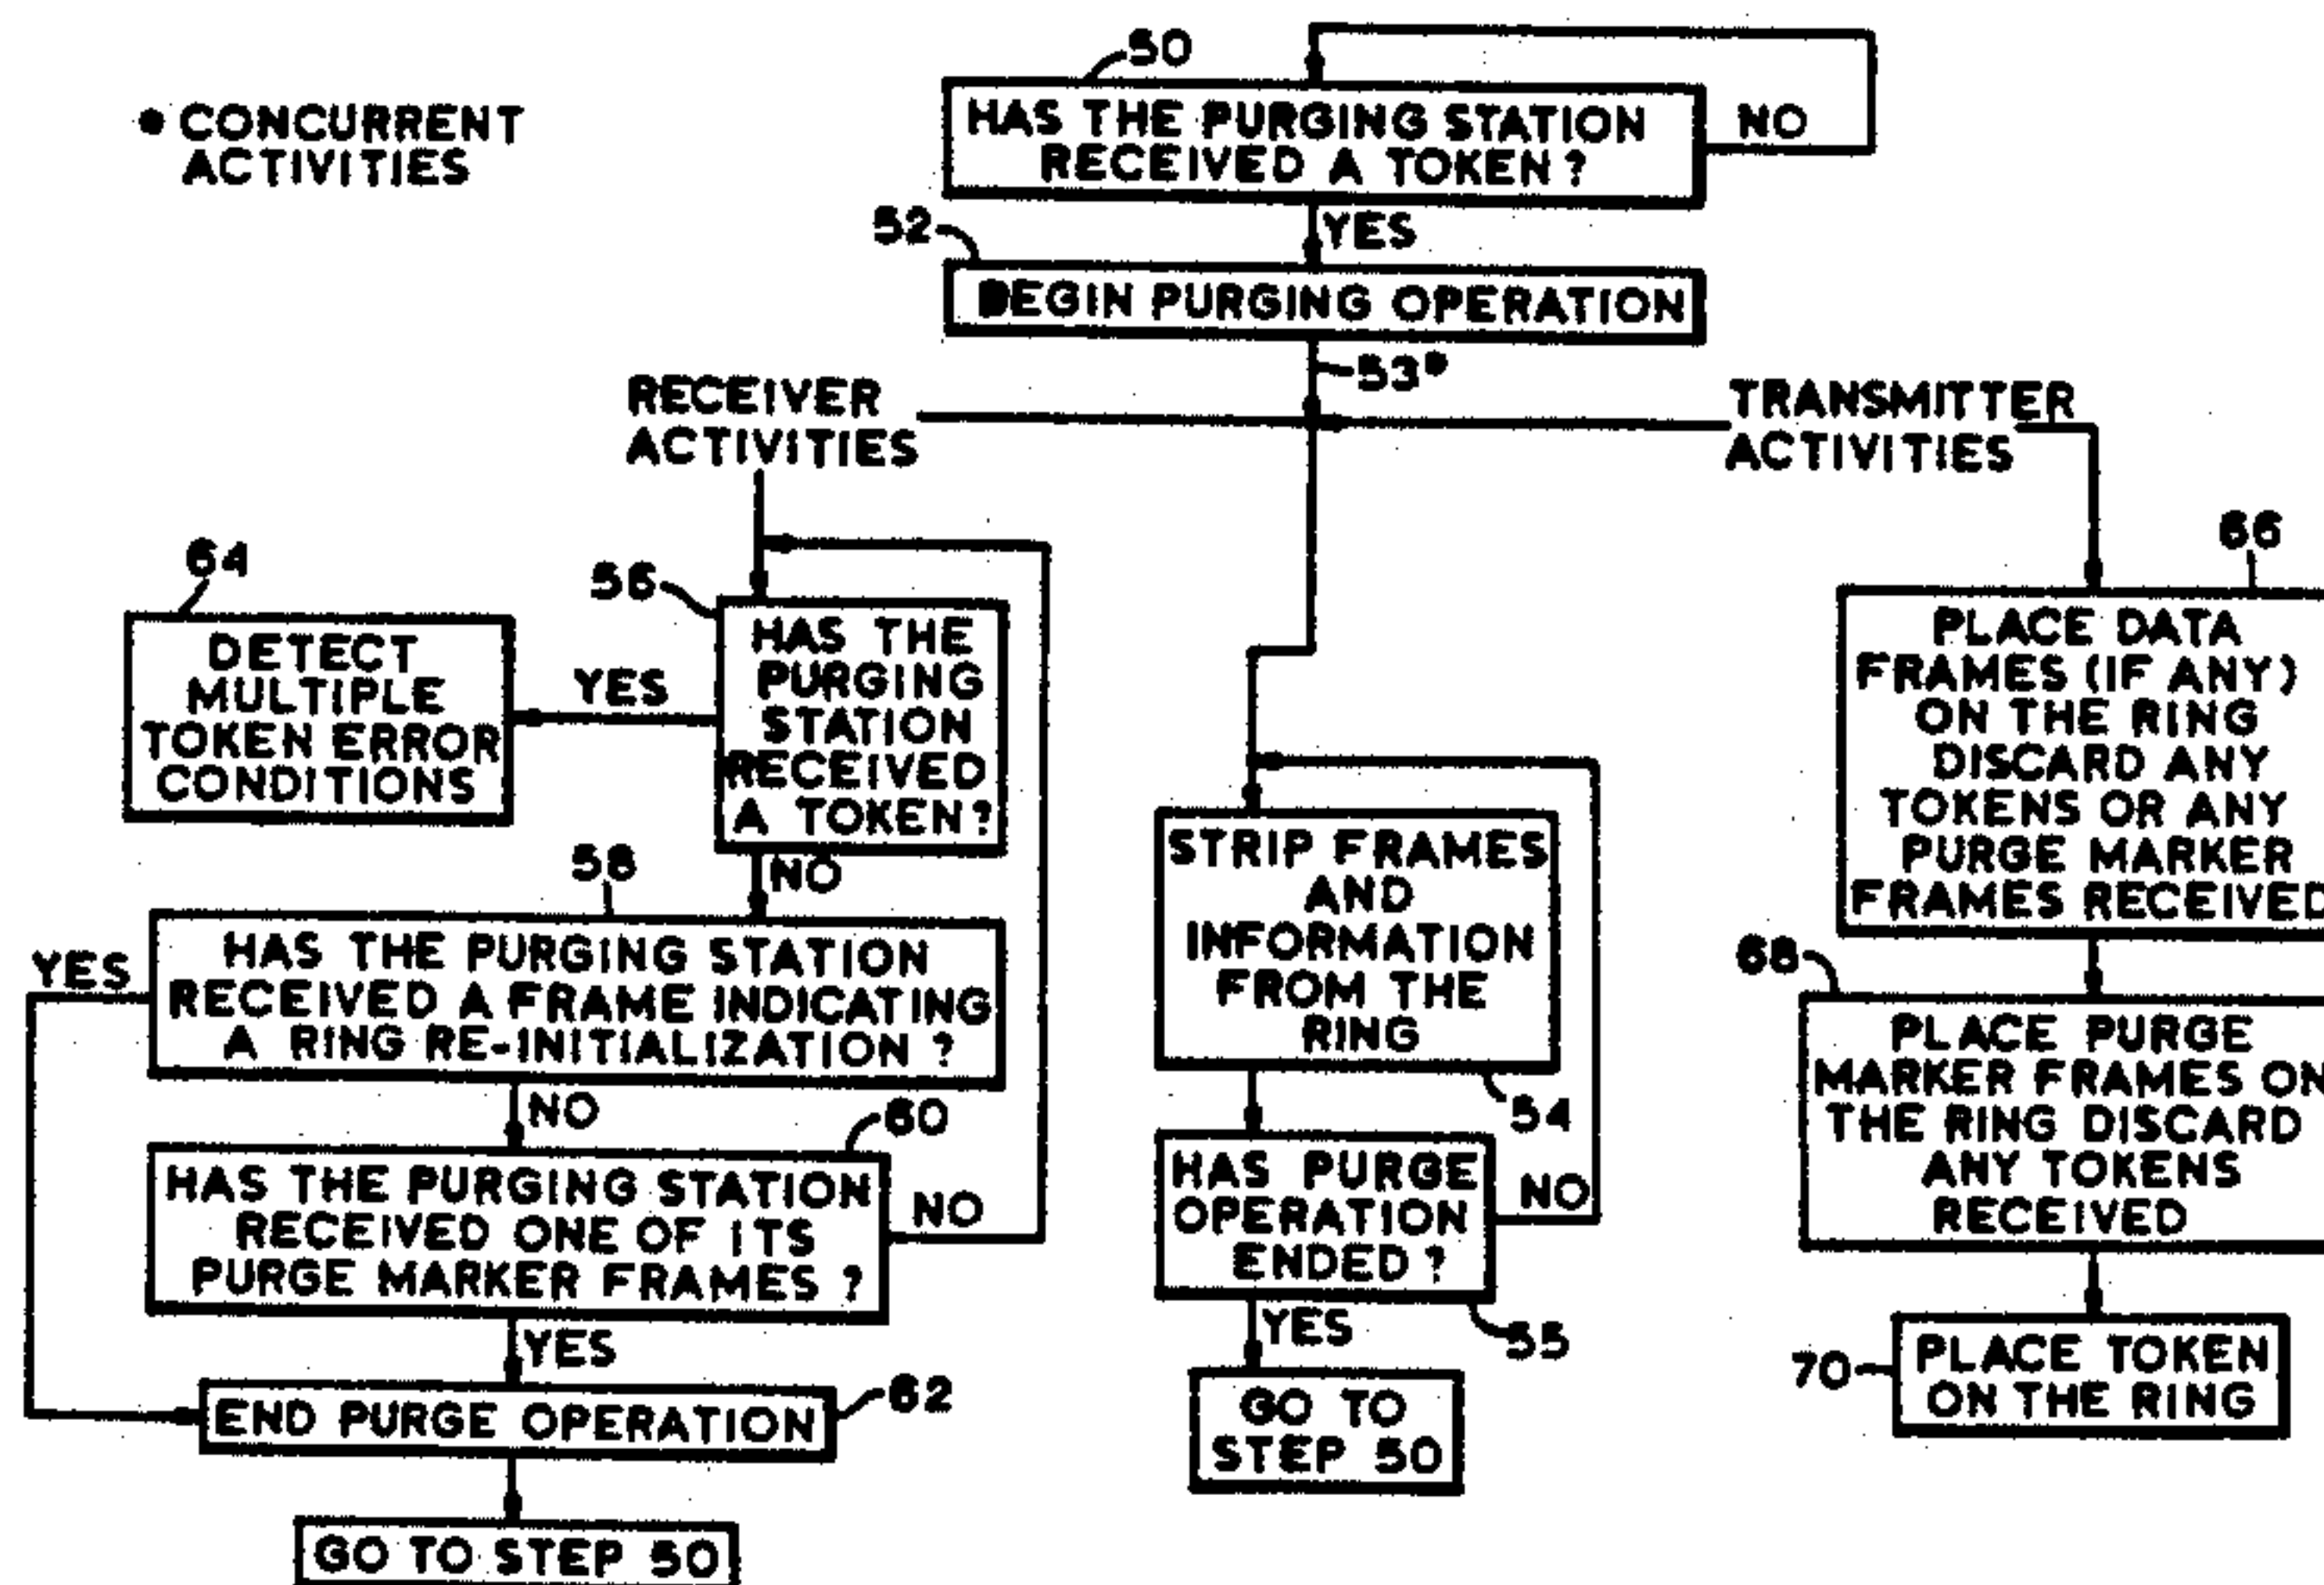 50
● CONCURRENT
ACTIVITIES
HAS THE PURGING STATION
RECEIVED A TOKEN?
NO
52
YES
BEGIN PURGING OPERATION
53●
RECEIVER
ACTIVITIES
TRANSMITTER
ACTIVITIES
64
DETECT
MULTIPLE
TOKEN ERROR
CONDITIONS
YES
56
HAS THE
PURGING
STATION
RECEIVED
A TOKEN?
NO
58
YES
HAS THE PURGING STATION
RECEIVED A FRAME INDICATING
A RING RE-INITIALIZATION ?
NO
60
HAS THE PURGING STATION
RECEIVED ONE OF ITS
PURGE MARKER FRAMES ?
NO
YES
END PURGE OPERATION
62
GO TO STEP 50
STRIP FRAMES
AND
INFORMATION
FROM THE
RING
54
HAS PURGE
OPERATION
ENDED ?
NO
YES
55
GO TO
STEP 50
66
PLACE DATA
FRAMES (IF ANY)
ON THE RING
DISCARD ANY
TOKENS OR ANY
PURGE MARKER
FRAMES RECEIVED
68
PLACE PURGE
MARKER FRAMES ON
THE RING DISCARD
ANY TOKENS
RECEIVED
70
PLACE TOKEN
ON THE RING